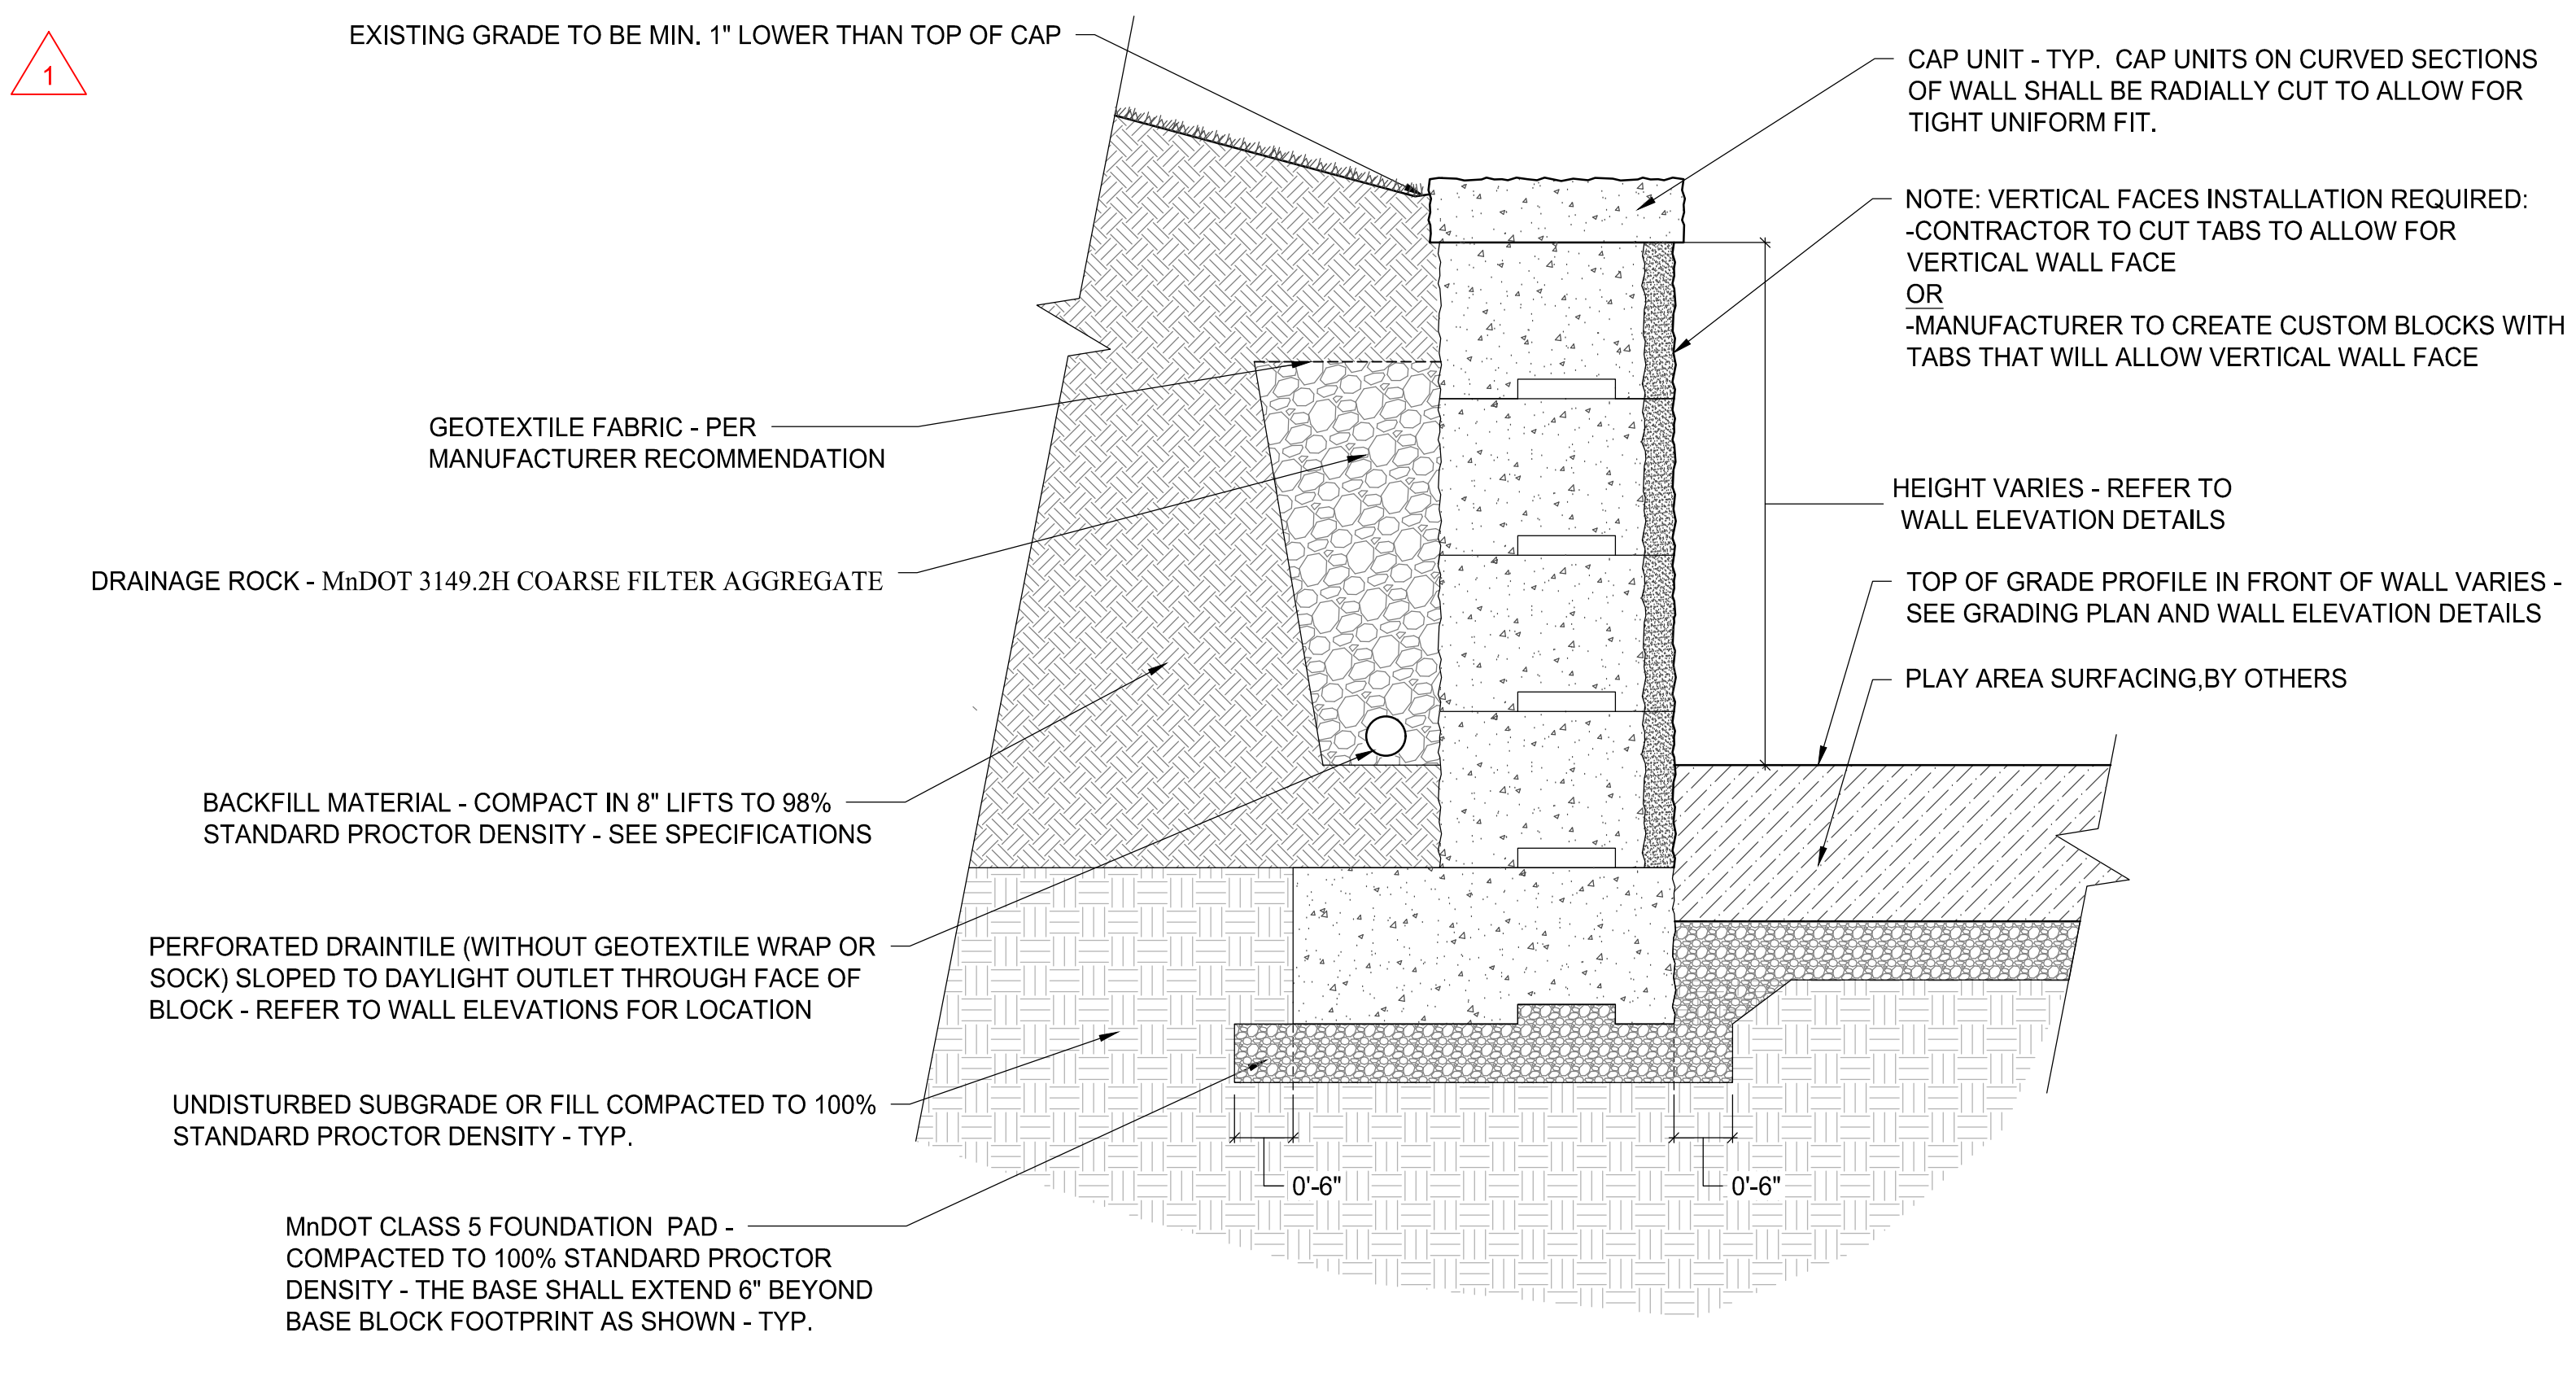 1
EXISTING GRADE TO BE MIN. 1" LOWER THAN TOP OF CAP
CAP UNIT - TYP. CAP UNITS ON CURVED SECTIONS
OF WALL SHALL BE RADIALLY CUT TO ALLOW FOR
TIGHT UNIFORM FIT.
NOTE: VERTICAL FACES INSTALLATION REQUIRED:
-CONTRACTOR TO CUT TABS TO ALLOW FOR
VERTICAL WALL FACE
OR
-MANUFACTURER TO CREATE CUSTOM BLOCKS WITH
TABS THAT WILL ALLOW VERTICAL WALL FACE
GEOTEXTILE FABRIC - PER
MANUFACTURER RECOMMENDATION
HEIGHT VARIES - REFER TO
WALL ELEVATION DETAILS
DRAINAGE ROCK - MnDOT 3149.2H COARSE FILTER AGGREGATE
TOP OF GRADE PROFILE IN FRONT OF WALL VARIES -
SEE GRADING PLAN AND WALL ELEVATION DETAILS
PLAY AREA SURFACING,BY OTHERS
BACKFILL MATERIAL - COMPACT IN 8" LIFTS TO 98%
STANDARD PROCTOR DENSITY - SEE SPECIFICATIONS
PERFORATED DRAINTILE (WITHOUT GEOTEXTILE WRAP OR
SOCK) SLOPED TO DAYLIGHT OUTLET THROUGH FACE OF
BLOCK - REFER TO WALL ELEVATIONS FOR LOCATION
UNDISTURBED SUBGRADE OR FILL COMPACTED TO 100%
STANDARD PROCTOR DENSITY - TYP.
0'-6"
0'-6"
MnDOT CLASS 5 FOUNDATION PAD -
COMPACTED TO 100% STANDARD PROCTOR
DENSITY - THE BASE SHALL EXTEND 6" BEYOND
BASE BLOCK FOOTPRINT AS SHOWN - TYP.